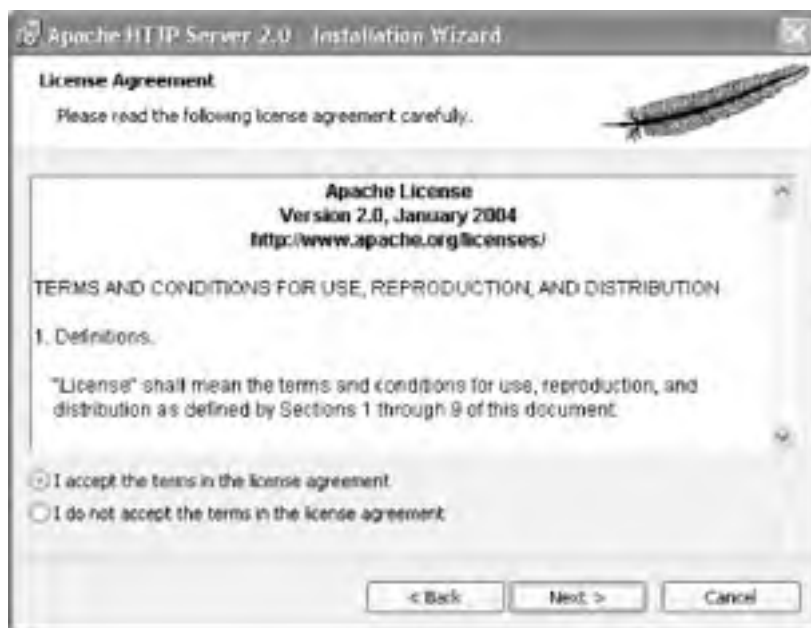 Apache HTTP Server 2.0 Installation Wizard
License Agreement
Please read the following license agreement carefully.
Apache License
Version 2.0, January 2004
http://www.apache.org/licenses/
TERMS AND CONDITIONS FOR USE, REPRODUCTION, AND DISTRIBUTION
1. Definitions.
"License" shall mean the terms and conditions for use, reproduction, and
distribution as defined by Sections 1 through 9 of this document.
I accept the terms in the license agreement
I do not accept the terms in the license agreement
< Back Next > Cancel